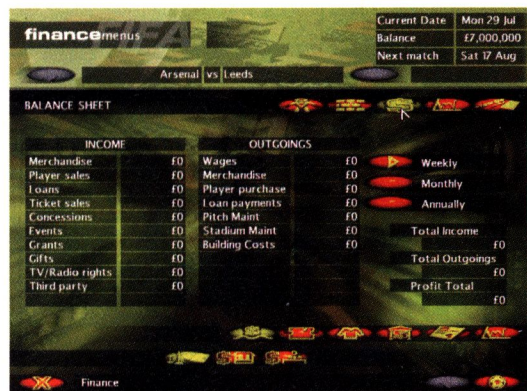 financemenus
FIFA
Current Date Mon 29 Jul
Balance £7,000,000
Next match Sat 17 Aug
Arsenal vs Leeds
BALANCE SHEET
INCOME
Merchandise £0
Player sales £0
Loans £0
Ticket sales £0
Concessions £0
Events £0
Grants £0
Gifts £0
TV/Radio rights £0
Third party £0
OUTGOINGS
Wages £0
Merchandise £0
Player purchase £0
Loan payments £0
Pitch Maint £0
Stadium Maint £0
Building Costs £0
Weekly
Monthly
Annually
Total Income
£0
Total Outgoings
£0
Profit Total
£0
Finance